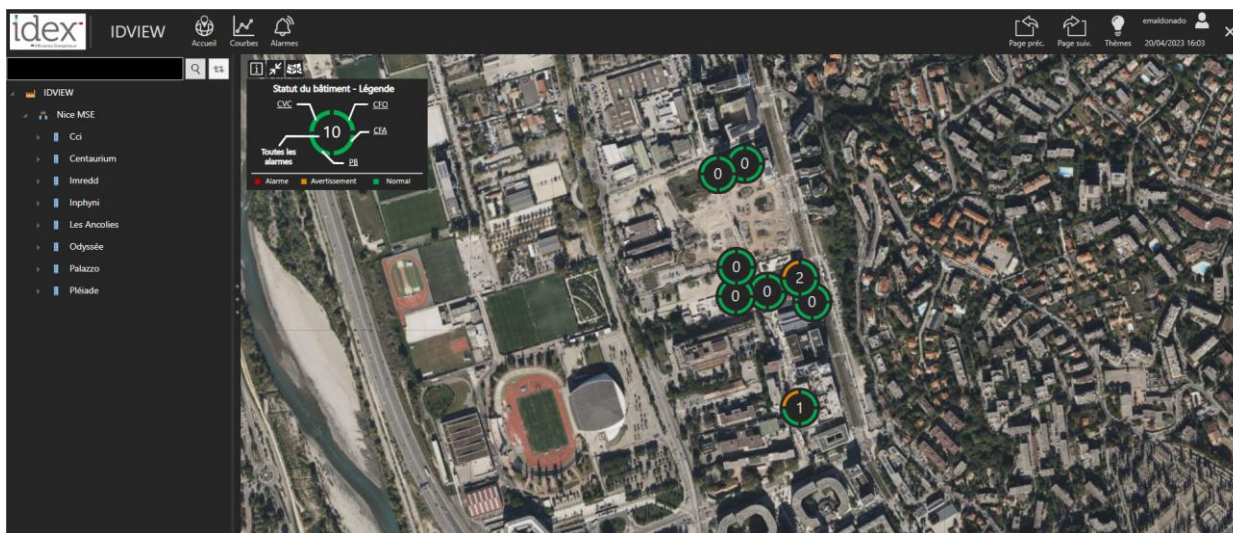 idex
Efficience Energétique
IDVIEW
Accueil
Courbes
Alarmes
Page préc.
Page suiv.
Thèmes
emaldonado
20/04/2023 16:03
IDVIEW
Nice MSE
Cci
Centaurium
Imredd
Inphyni
Les Ancolies
Odyssée
Palazzo
Pléiade
Statut du bâtiment - Légende
CVC
CFO
10
CFA
Toutes les
alarmes
PB
Alarme
Avertissement
Normal
0
0
0
2
0
0
0
1